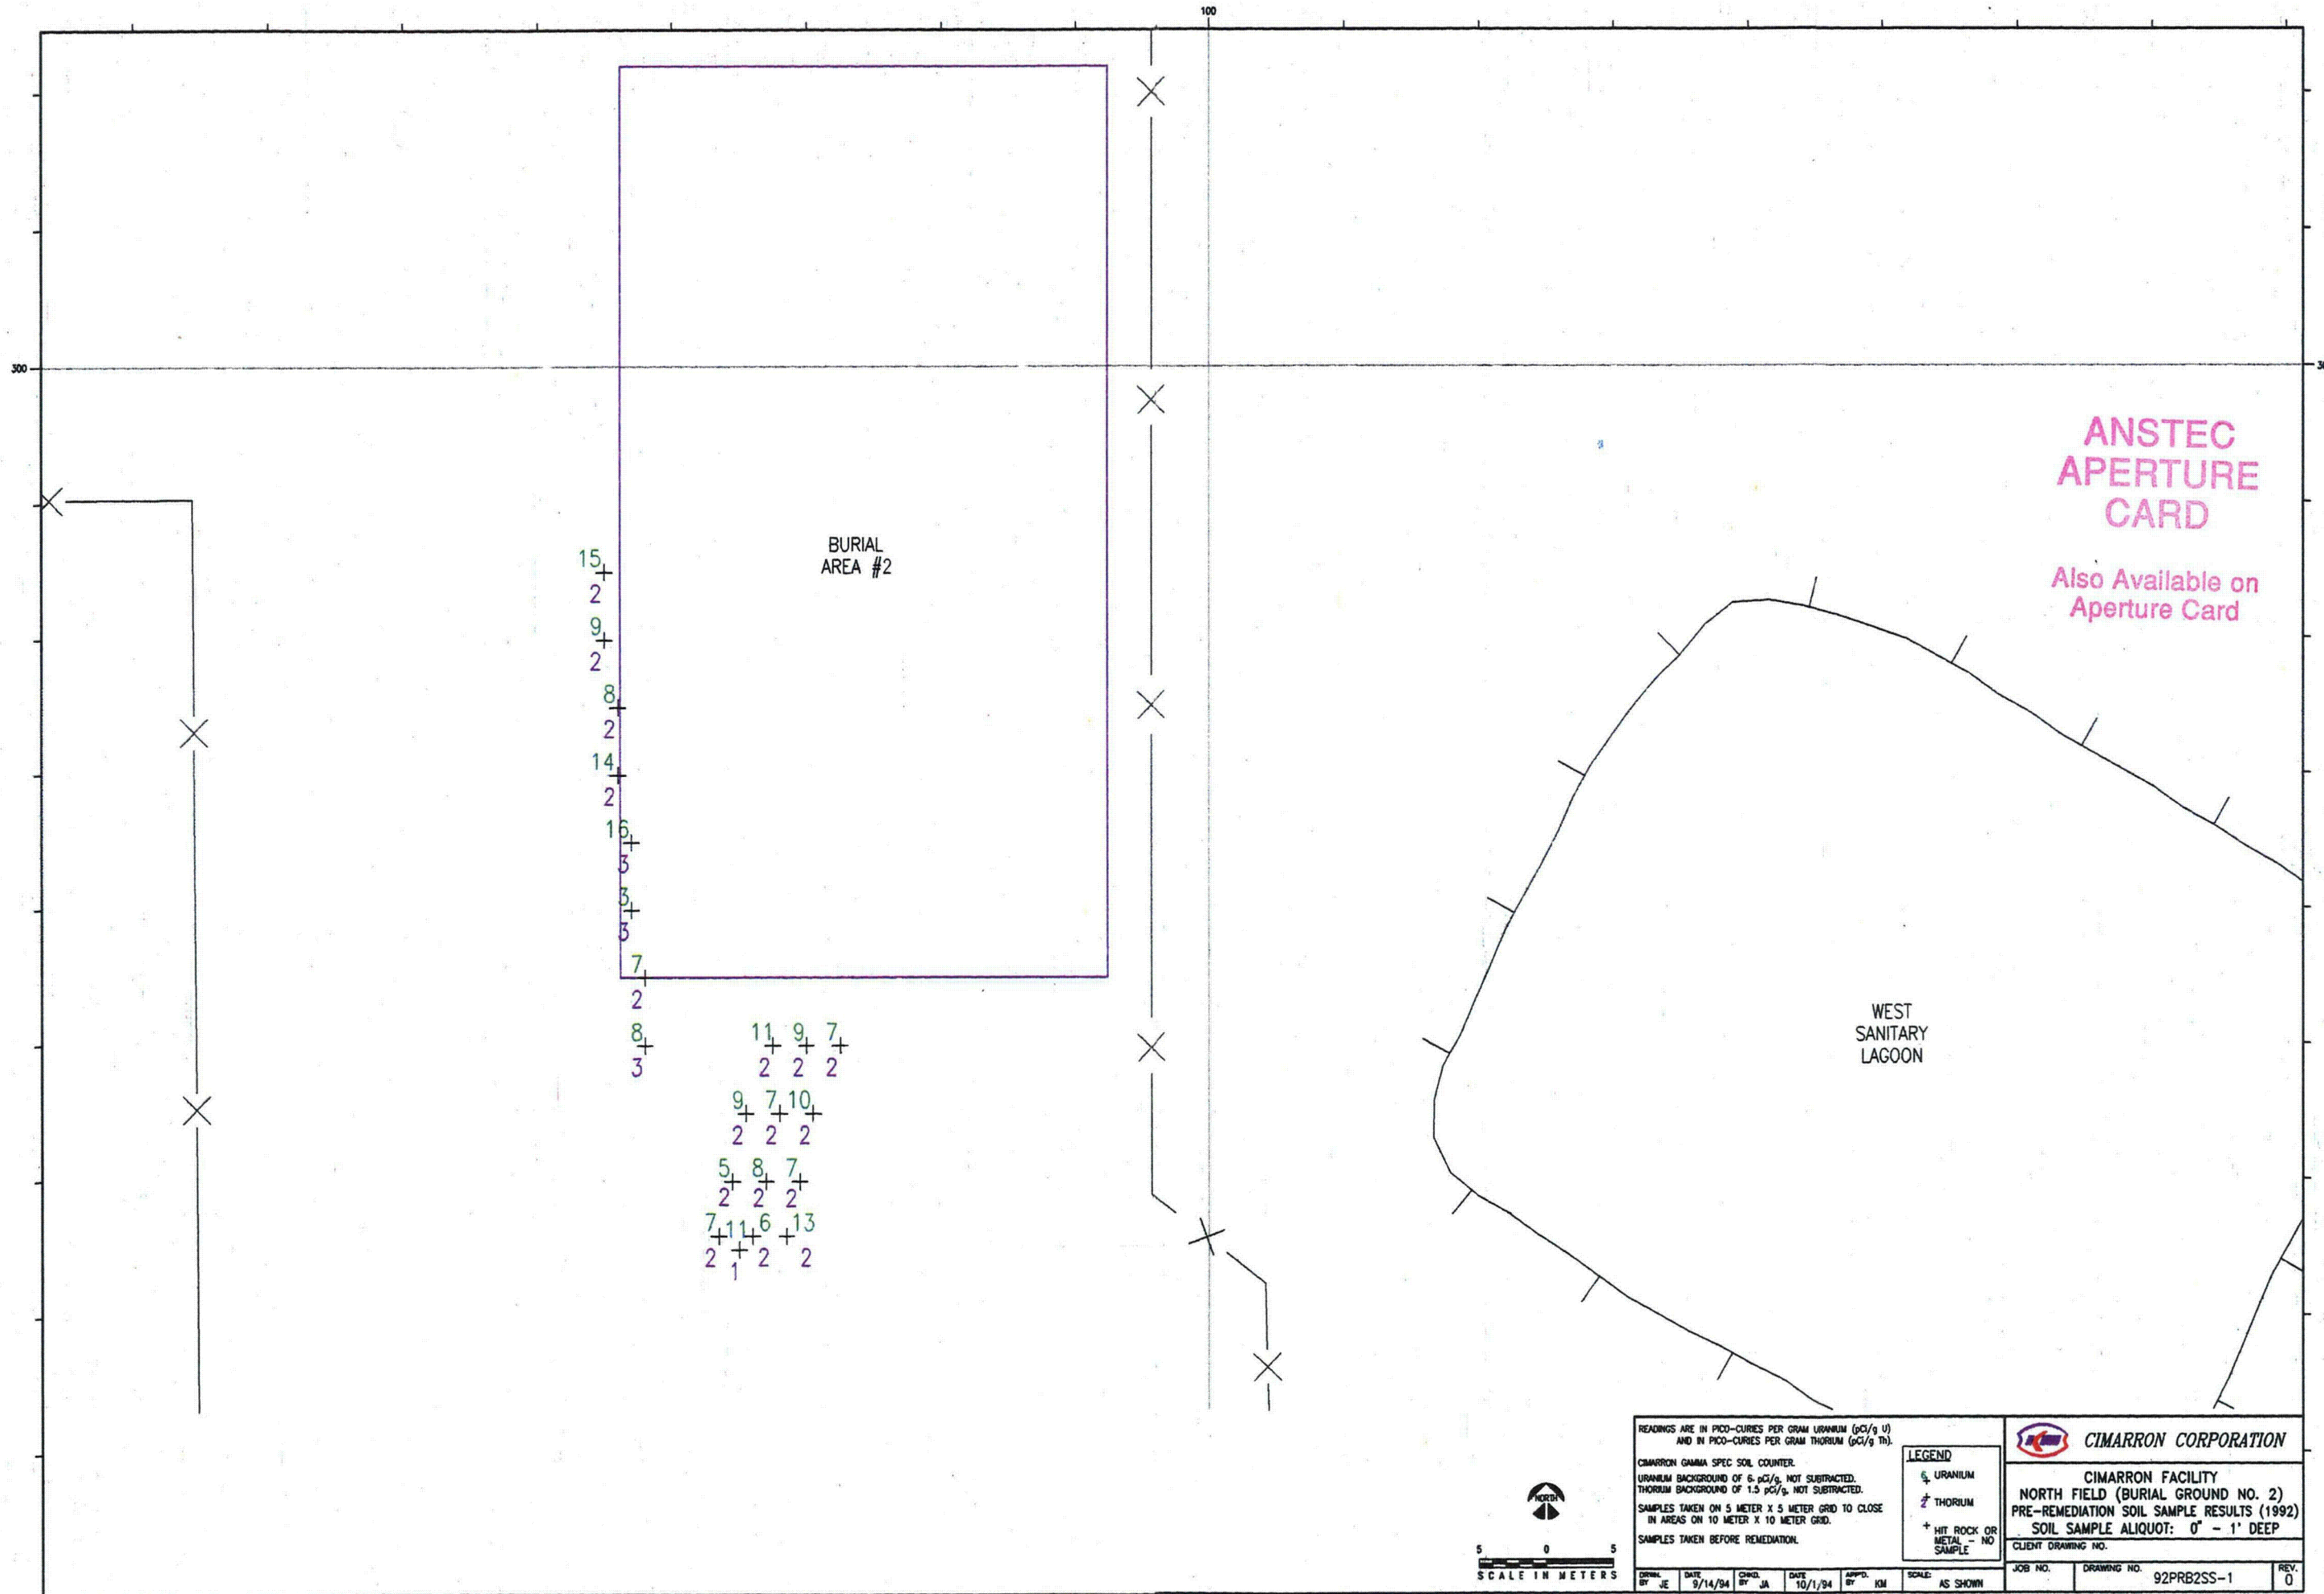 100
300
ANSTEC
APERTURE
CARD
Also Available on
Aperture Card
BURIAL
AREA #2
15
2
9
2
8
2
14
2
16
3
3
3
7
2
8 11 9 7
3 2 2 2
9 7 10
2 2 2
5 8 7
2 2 2
7 11 6 13
2 1 2 2
WEST
SANITARY
LAGOON
NORTH
5 0 5
SCALE IN METERS
READINGS ARE IN PICO-CURIES PER GRAM URANIUM (pCi/g U)
AND IN PICO-CURIES PER GRAM THORIUM (pCi/g Th).
CIMARRON GAMMA SPEC SOIL COUNTER.
URANIUM BACKGROUND OF 6. pCi/g, NOT SUBTRACTED.
THORIUM BACKGROUND OF 1.5 pCi/g, NOT SUBTRACTED.
SAMPLES TAKEN ON 5 METER X 5 METER GRID TO CLOSE
IN AREAS ON 10 METER X 10 METER GRID.
SAMPLES TAKEN BEFORE REMEDIATION.
LEGEND
6 URANIUM
2 THORIUM
HIT ROCK OR
METAL - NO
SAMPLE
CIMARRON CORPORATION
CIMARRON FACILITY
NORTH FIELD (BURIAL GROUND NO. 2)
PRE-REMEDIATION SOIL SAMPLE RESULTS (1992)
SOIL SAMPLE ALIQUOT: 0" - 1' DEEP
CLIENT DRAWING NO.
JOB NO. DRAWING NO. 92PRB2SS-1 REV. 0
DRWN. BY JE DATE 9/14/94 CHKD. BY JA DATE 10/1/94 APP'D. BY KM SCALE: AS SHOWN